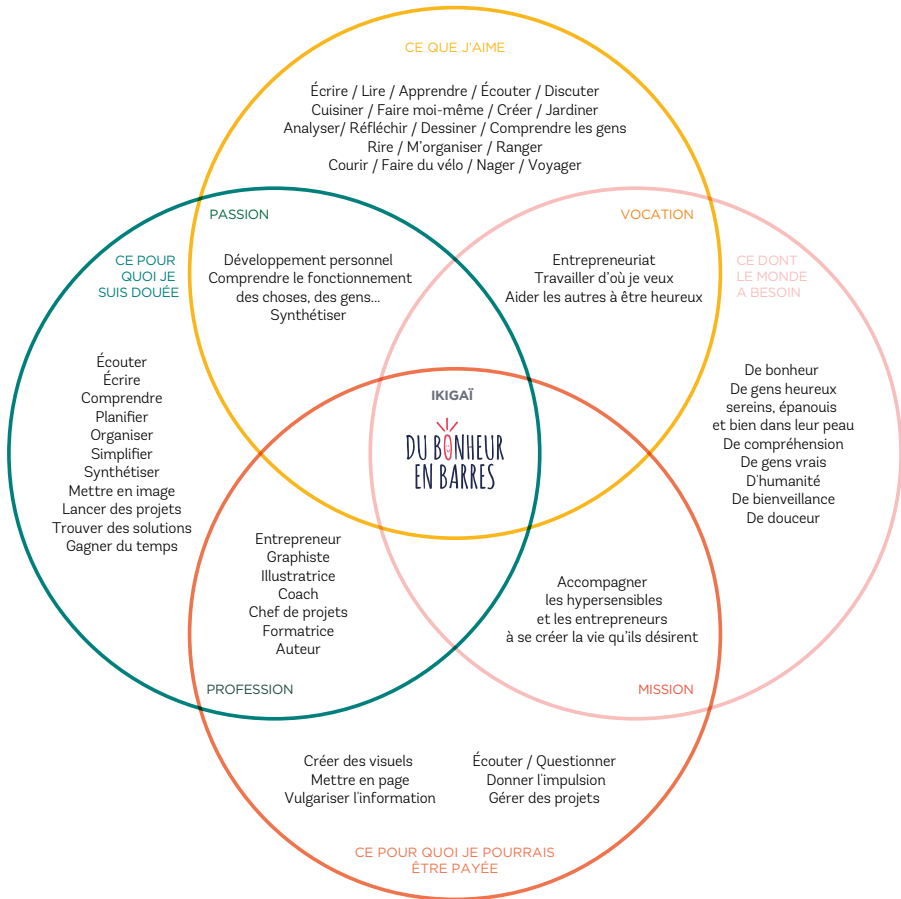 CE QUE J'AIME
Écrire / Lire / Apprendre / Écouter / Discuter
Cuisiner / Faire moi-même / Créer / Jardiner
Analyser/ Réfléchir / Dessiner / Comprendre les gens
Rire / M'organiser / Ranger
Courir / Faire du vélo / Nager / Voyager
PASSION
Développement personnel
Comprendre le fonctionnement
des choses, des gens...
Synthétiser
VOCATION
Entrepreneuriat
Travailler d'où je veux
Aider les autres à être heureux
CE POUR
QUOI JE
SUIS DOUÉE
Écouter
Écrire
Comprendre
Planifier
Organiser
Simplifier
Synthétiser
Mettre en image
Lancer des projets
Trouver des solutions
Gagner du temps
CE DONT
LE MONDE
A BESOIN
De bonheur
De gens heureux
sereins, épanouis
et bien dans leur peau
De compréhension
De gens vrais
D'humanité
De bienveillance
De douceur
IKIGAÏ
DU BONHEUR
EN BARRES
Entrepreneur
Graphiste
Illustratrice
Coach
Chef de projets
Formatrice
Auteur
PROFESSION
Accompagner
les hypersensibles
et les entrepreneurs
à se créer la vie qu'ils désirent
MISSION
Créer des visuels
Mettre en page
Vulgariser l'information
Écouter / Questionner
Donner l'impulsion
Gérer des projets
CE POUR QUOI JE POURRAIS
ÊTRE PAYÉE